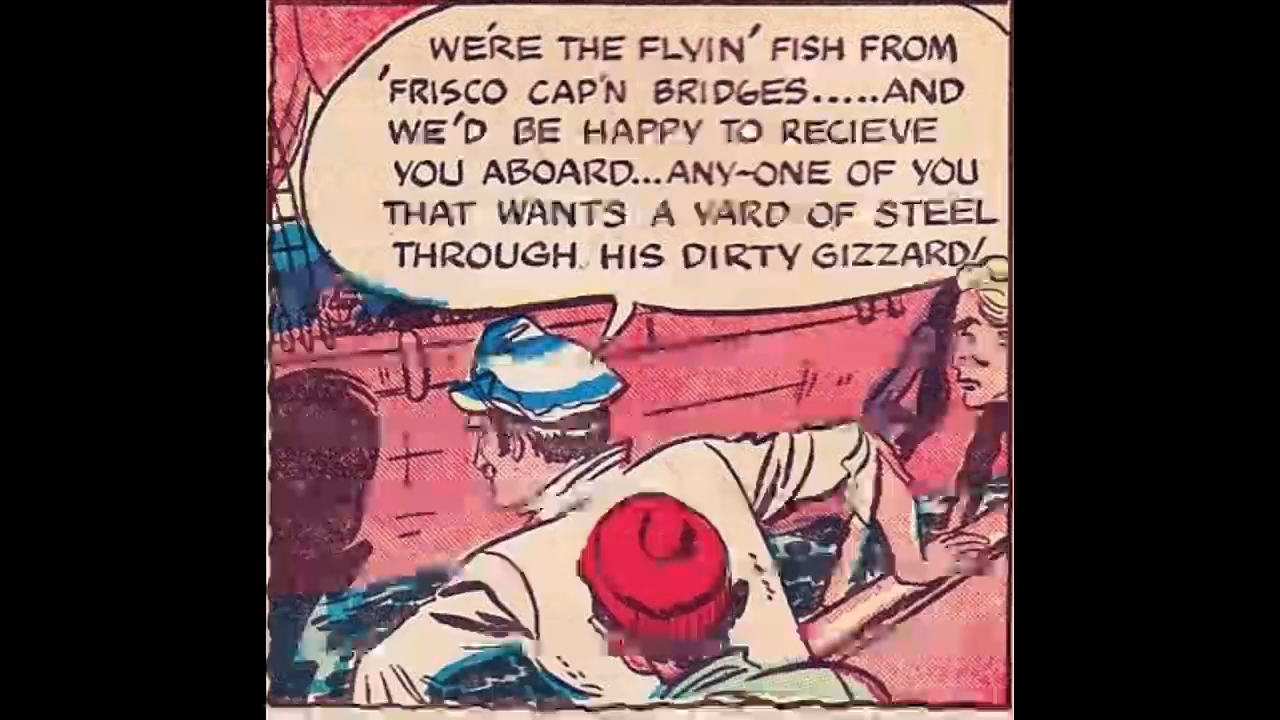 WE'RE THE FLYIN' FISH FROM
'FRISCO CAP'N BRIDGES.....AND
WE'D BE HAPPY TO RECIEVE
YOU ABOARD...ANY-ONE OF YOU
THAT WANTS A YARD OF STEEL
THROUGH HIS DIRTY GIZZARD!